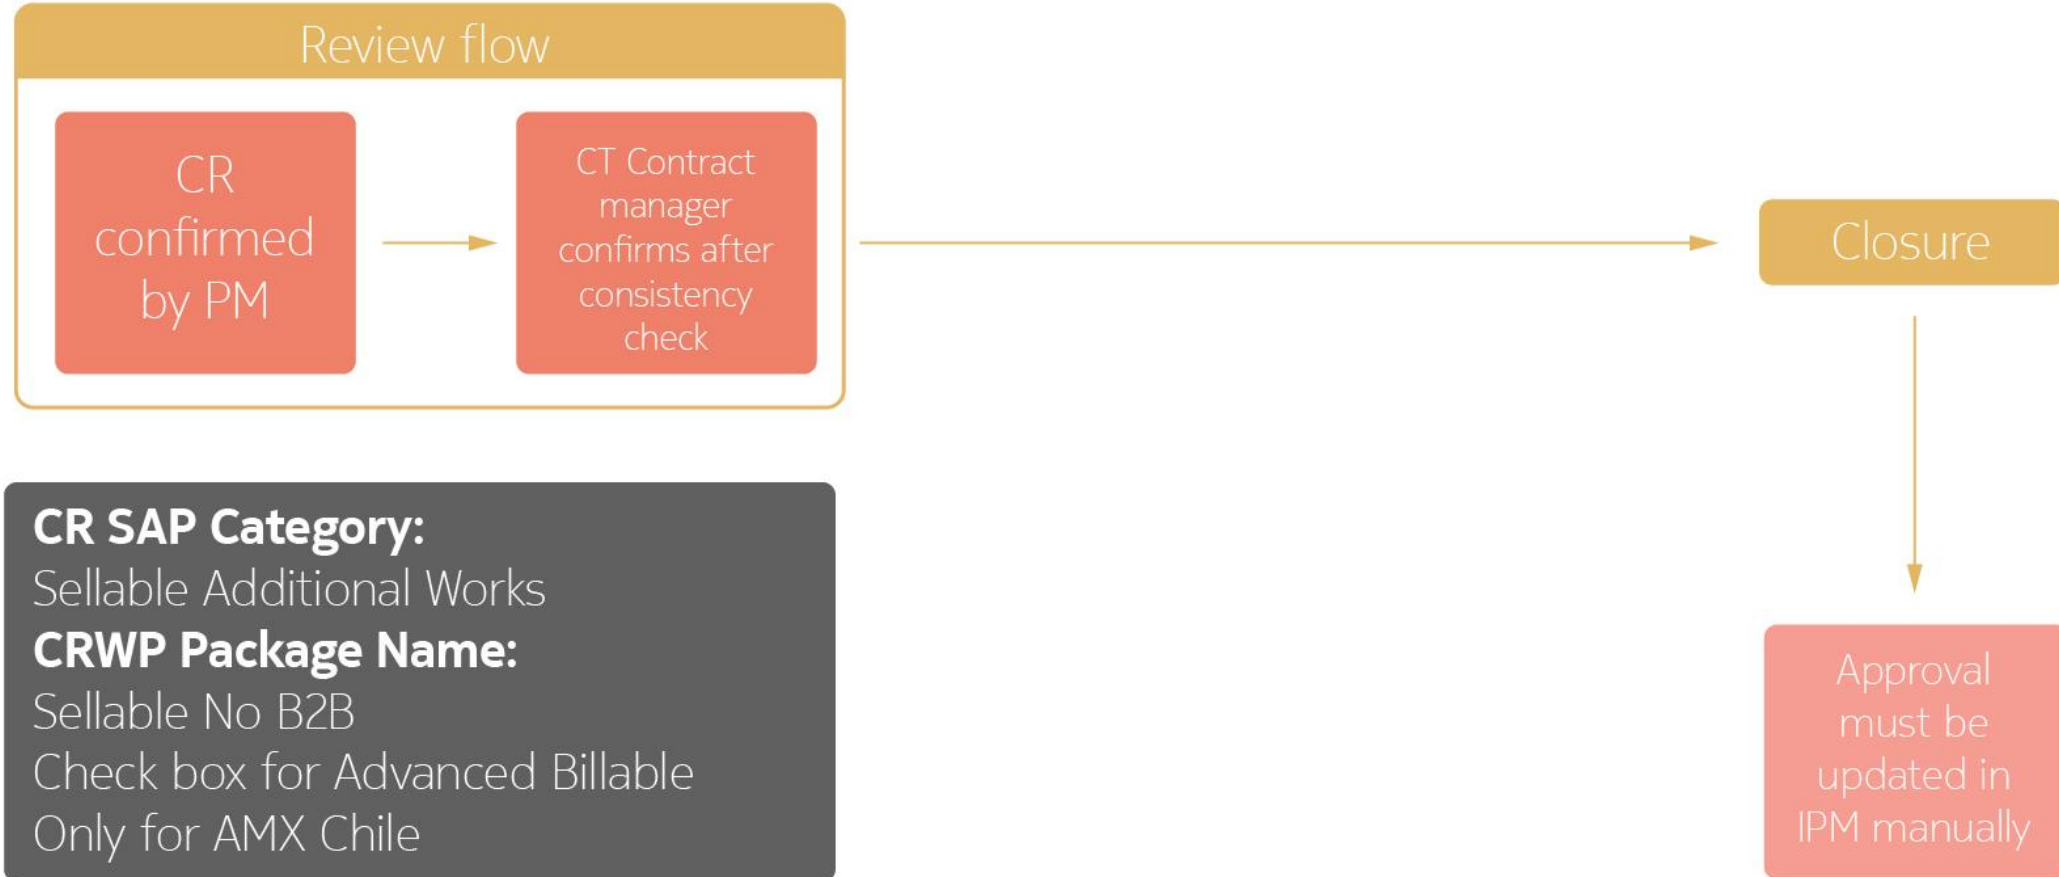 Review flow
CR
confirmed
by PM
CT Contract
manager
confirms after
consistency
check
Closure
CR SAP Category:
Sellable Additional Works
CRWP Package Name:
Sellable No B2B
Check box for Advanced Billable
Only for AMX Chile
Approval
must be
updated in
IPM manually